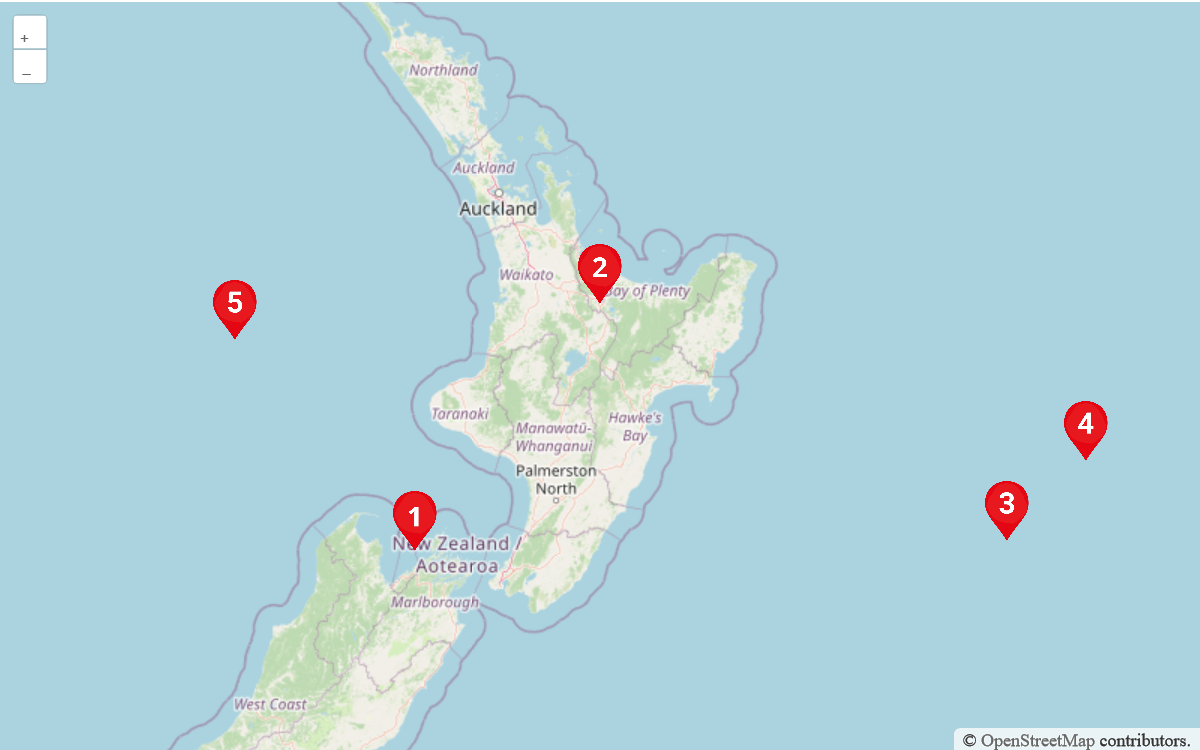 +
–
Northland
Auckland
Auckland
2
Waikato
Bay of Plenty
5
Taranaki
Hawke's
Bay
4
Manawatū-
Whanganui
Palmerston
North
3
1
New Zealand /
Aotearoa
Marlborough
West Coast
© OpenStreetMap contributors.